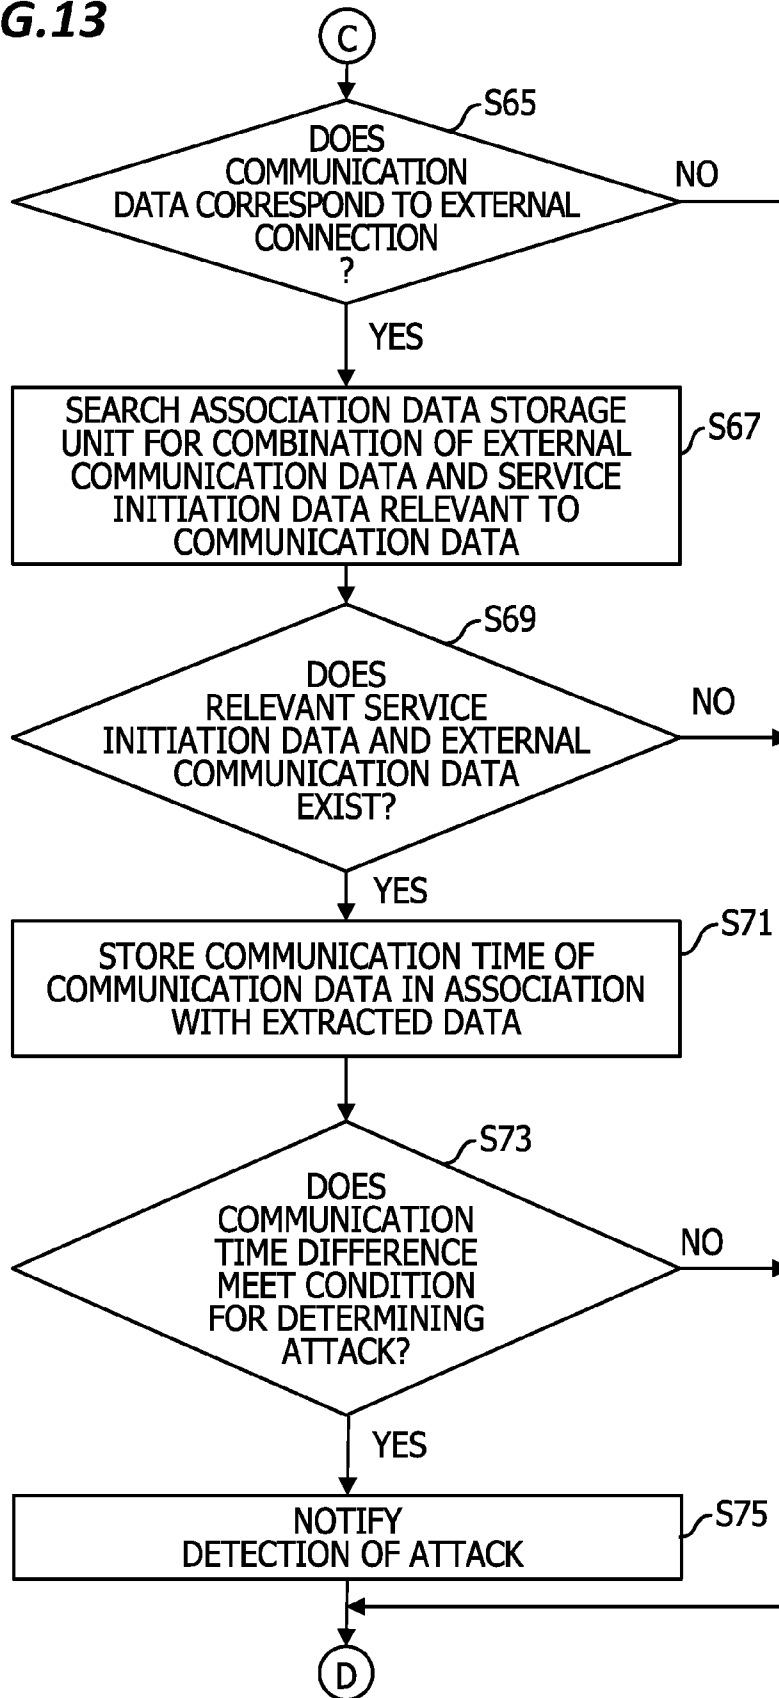 G.13
C
S65
DOES
COMMUNICATION
DATA CORRESPOND TO EXTERNAL
CONNECTION
?
NO
YES
SEARCH ASSOCIATION DATA STORAGE
UNIT FOR COMBINATION OF EXTERNAL
COMMUNICATION DATA AND SERVICE
INITIATION DATA RELEVANT TO
COMMUNICATION DATA
S67
S69
DOES
RELEVANT SERVICE
INITIATION DATA AND EXTERNAL
COMMUNICATION DATA
EXIST?
NO
YES
STORE COMMUNICATION TIME OF
COMMUNICATION DATA IN ASSOCIATION
WITH EXTRACTED DATA
S71
S73
DOES
COMMUNICATION
TIME DIFFERENCE
MEET CONDITION
FOR DETERMINING
ATTACK?
NO
YES
NOTIFY
DETECTION OF ATTACK
S75
D